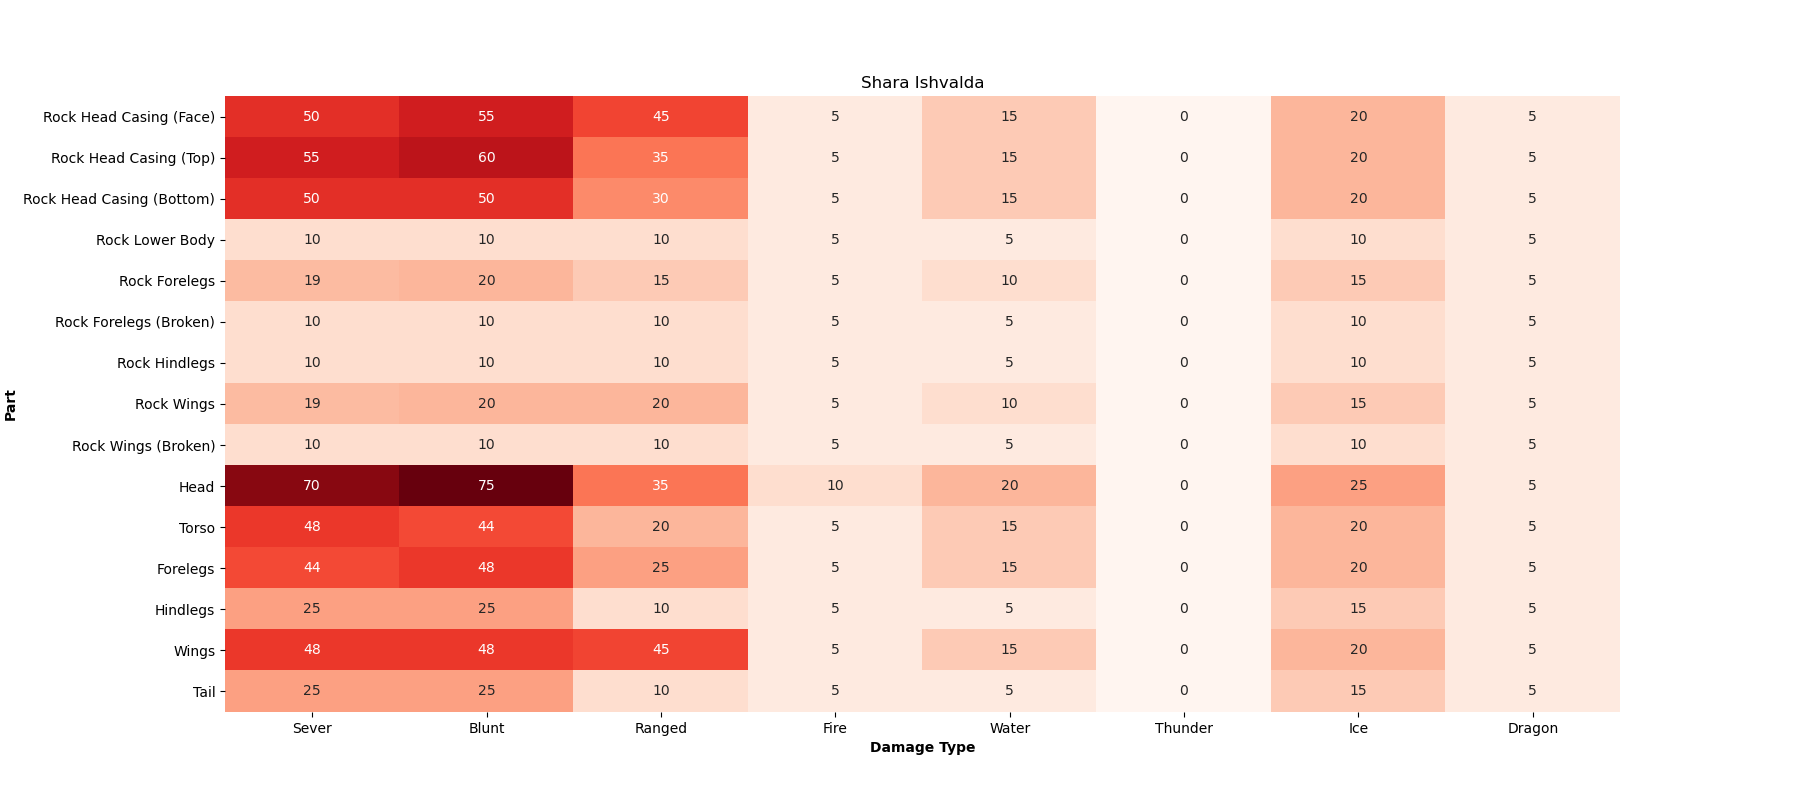 Shara Ishvalda
Part
Rock Head Casing (Face) 50 55 45 5 15 0 20 5
Rock Head Casing (Top) 55 60 35 5 15 0 20 5
Rock Head Casing (Bottom) 50 50 30 5 15 0 20 5
Rock Lower Body 10 10 10 5 5 0 10 5
Rock Forelegs 19 20 15 5 10 0 15 5
Rock Forelegs (Broken) 10 10 10 5 5 0 10 5
Rock Hindlegs 10 10 10 5 5 0 10 5
Rock Wings 19 20 20 5 10 0 15 5
Rock Wings (Broken) 10 10 10 5 5 0 10 5
Head 70 75 35 10 20 0 25 5
Torso 48 44 20 5 15 0 20 5
Forelegs 44 48 25 5 15 0 20 5
Hindlegs 25 25 10 5 5 0 15 5
Wings 48 48 45 5 15 0 20 5
Tail 25 25 10 5 5 0 15 5
Sever Blunt Ranged Fire Water Thunder Ice Dragon
Damage Type